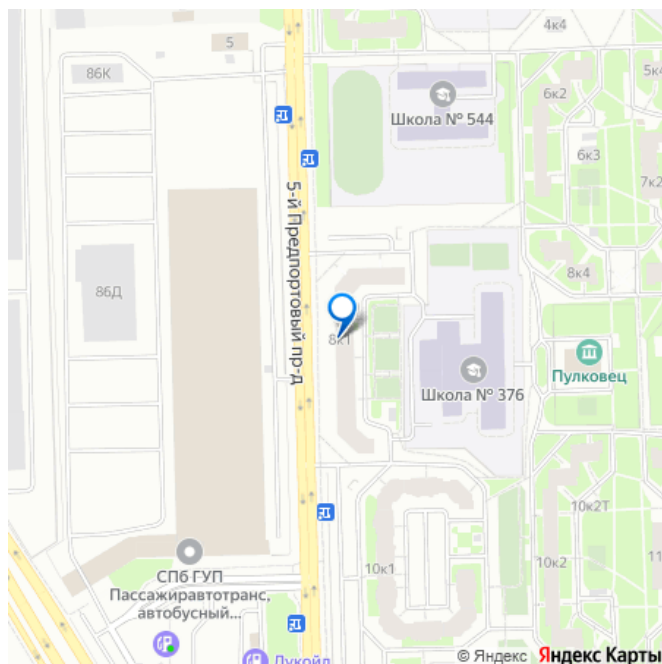 4к4
5
86К
5к4
6к2
Школа № 544
6к3
7к2
5-й Предпортовый пр-д
8к4
86Д
8к1
Пулковец
Школа № 376
10к2Т
СПб ГУП
Пассажиравтотранс,
автобусный...
10к1
10к2
11
Лукойл
© Яндекс Яндекс Карты